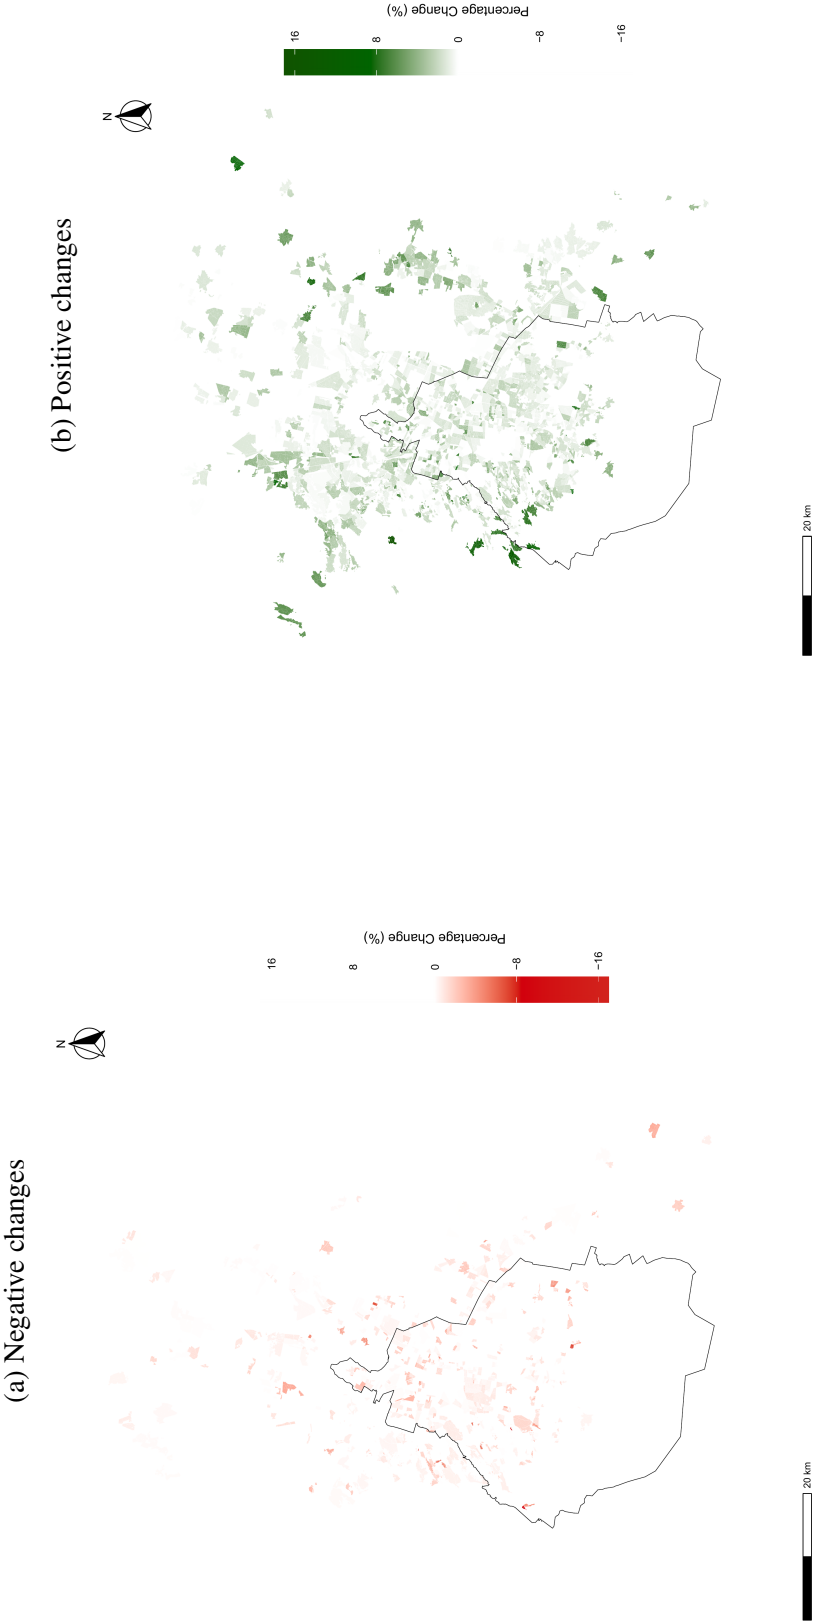 (a) Negative changes
N
16
8
0
−8
−16
Percentage Change (%)
20 km
(b) Positive changes
N
16
8
0
−8
−16
Percentage Change (%)
20 km